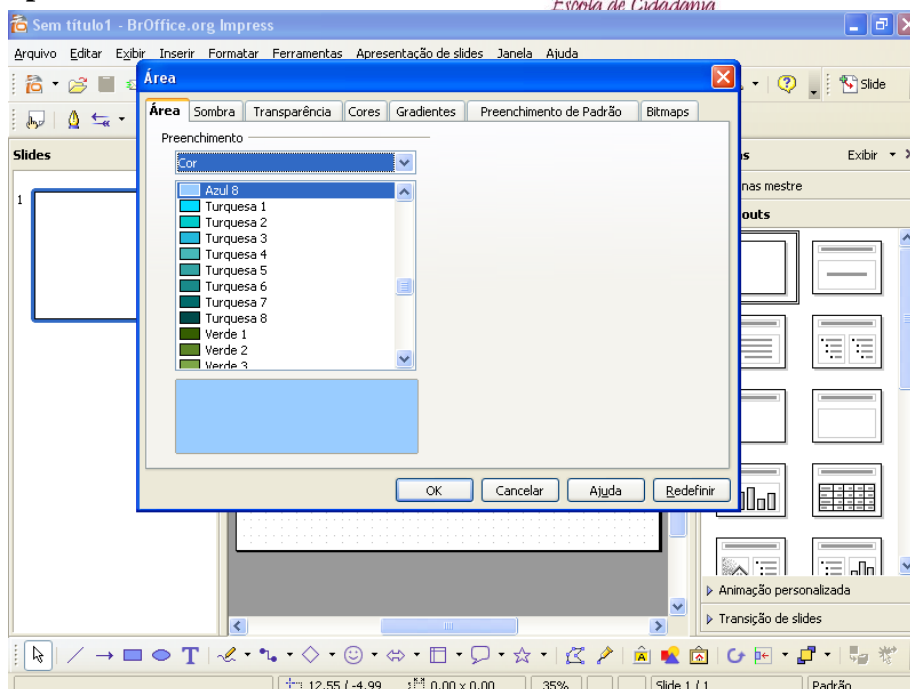 Escola de Cidadania
Sem título1 - BrOffice.org Impress
Arquivo Editar Exibir Inserir Formatar Ferramentas Apresentação de slides Janela Ajuda
Slide
Área
Área Sombra Transparência Cores Gradientes Preenchimento de Padrão Bitmaps
Preenchimento
Cor
Azul 8
Turquesa 1
Turquesa 2
Turquesa 3
Turquesa 4
Turquesa 5
Turquesa 6
Turquesa 7
Turquesa 8
Verde 1
Verde 2
Verde 3
OK Cancelar Ajuda Redefinir
Slides
1
Exibir
nas mestre
outs
Animação personalizada
Transição de slides
12,55 / -4,99 0,00 x 0,00 35% Slide 1 / 1 Padrão